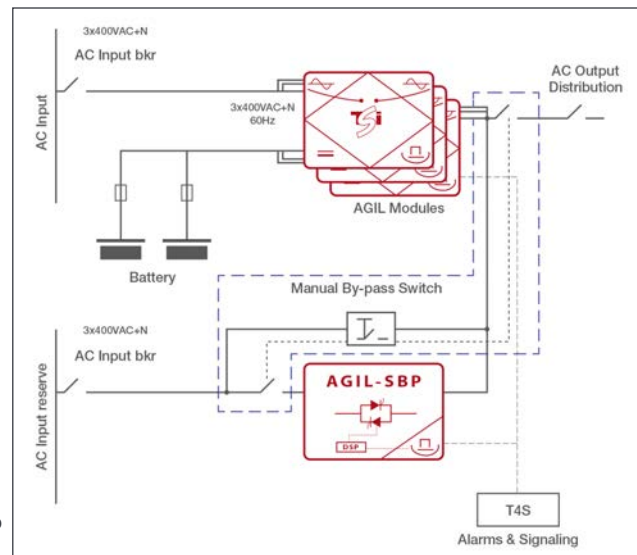 3x400VAC+N
AC Input bkr
AC Output
Distribution
AC Input
3x400VAC+N
60Hz
TSi
AGIL Modules
Battery
Manual By-pass Switch
3x400VAC+N
AC Input bkr
AC Input reserve
AGIL-SBP
DSP
T4S
Alarms & Signaling